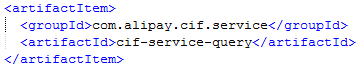 <artifactItem>
<groupId>com.alipay.cif.service</groupId>
<artifactId>cif-service-query</artifactId>
</artifactItem>